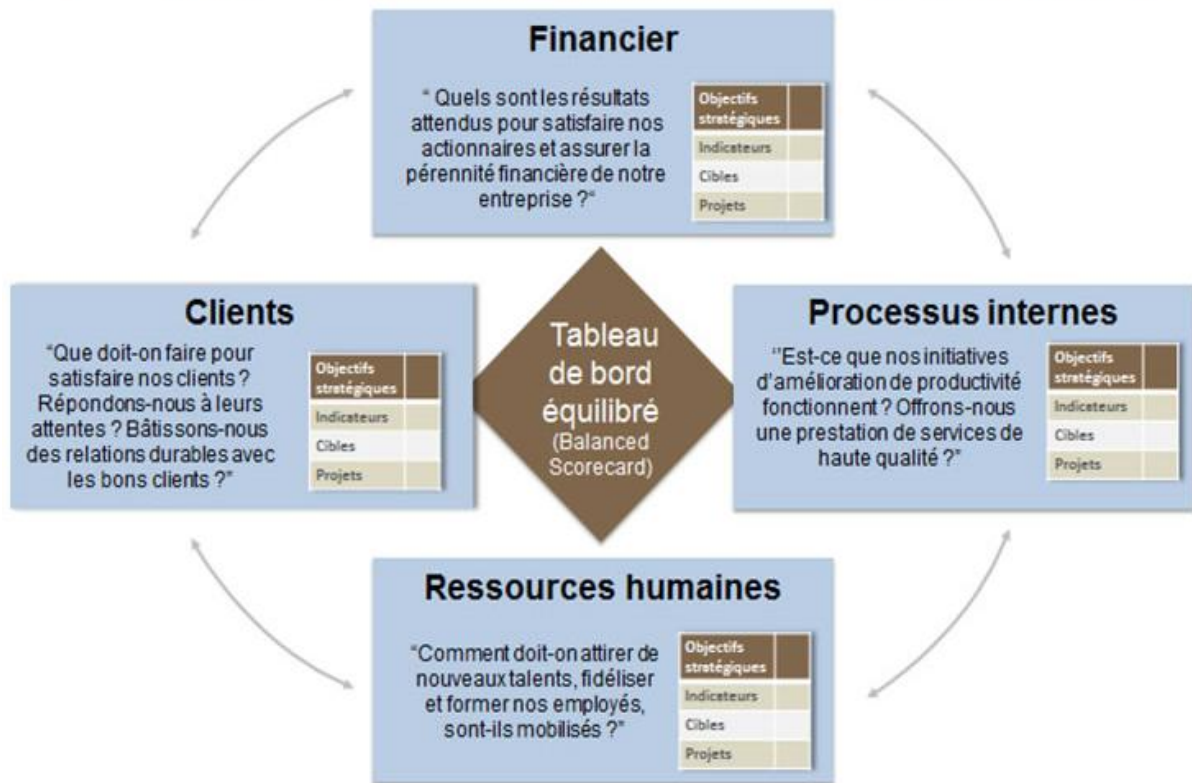 Financier
“ Quels sont les résultats
attendus pour satisfaire nos
actionnaires et assurer la
pérennité financière de notre
entreprise ?“
Objectifs
stratégiques
Indicateurs
Cibles
Projets
Clients
“Que doit-on faire pour
satisfaire nos clients ?
Répondons-nous à leurs
attentes ? Bâtissons-nous
des relations durables avec
les bons clients ?”
Objectifs
stratégiques
Indicateurs
Cibles
Projets
Tableau
de bord
équilibré
(Balanced
Scorecard)
Processus internes
‘’Est-ce que nos initiatives
d’amélioration de productivité
fonctionnent ? Offrons-nous
une prestation de services de
haute qualité ?”
Objectifs
stratégiques
Indicateurs
Cibles
Projets
Ressources humaines
“Comment doit-on attirer de
nouveaux talents, fidéliser
et former nos employés,
sont-ils mobilisés ?”
Objectifs
stratégiques
Indicateurs
Cibles
Projets